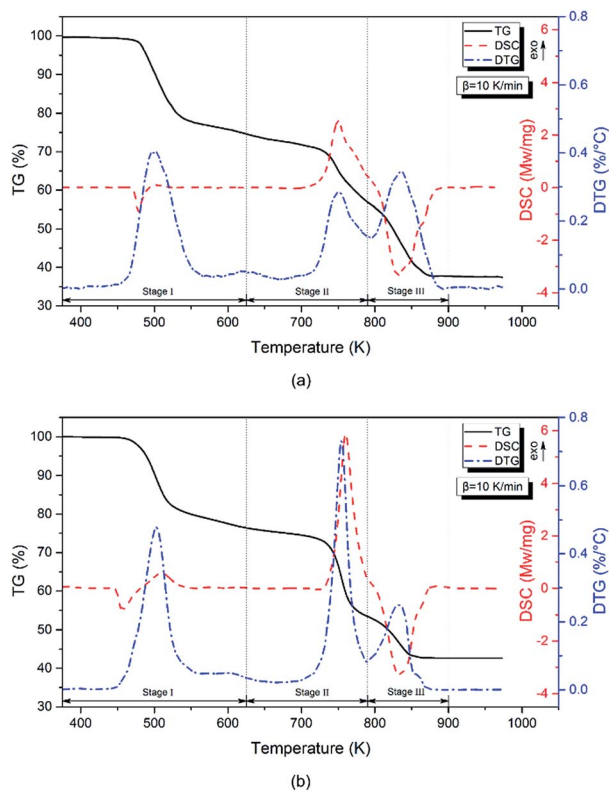 100
90
80
70
60
50
40
30
TG (%)
400
500
600
700
800
900
1000
Temperature (K)
TG
DSC
DTG
exo
β=10 K/min
Stage I
Stage II
Stage III
6
4
2
0
-2
-4
DSC (Mw/mg)
0.8
0.6
0.4
0.2
0.0
DTG (%/°C)
(a)
100
90
80
70
60
50
40
30
TG (%)
400
500
600
700
800
900
1000
Temperature (K)
TG
DSC
DTG
exo
β=10 K/min
Stage I
Stage II
Stage III
6
4
2
0
-2
-4
DSC (Mw/mg)
0.8
0.6
0.4
0.2
0.0
DTG (%/°C)
(b)